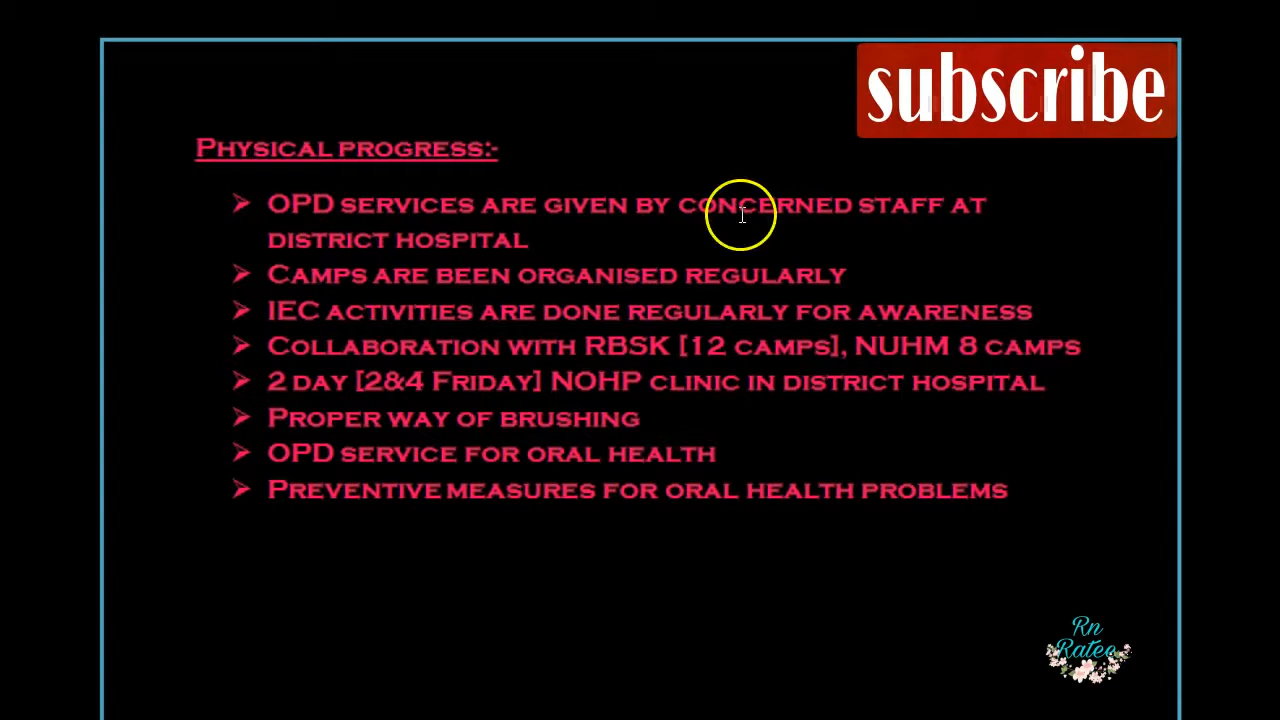 subscribe
Physical progress:-
➢ OPD services are given by concerned staff at
district hospital
➢ Camps are been organised regularly
➢ IEC activities are done regularly for awareness
➢ Collaboration with RBSK [12 camps], NUHM 8 camps
➢ 2 day [2&4 Friday] NOHP clinic in district hospital
➢ Proper way of brushing
➢ OPD service for oral health
➢ Preventive measures for oral health problems
Rn
Ratee